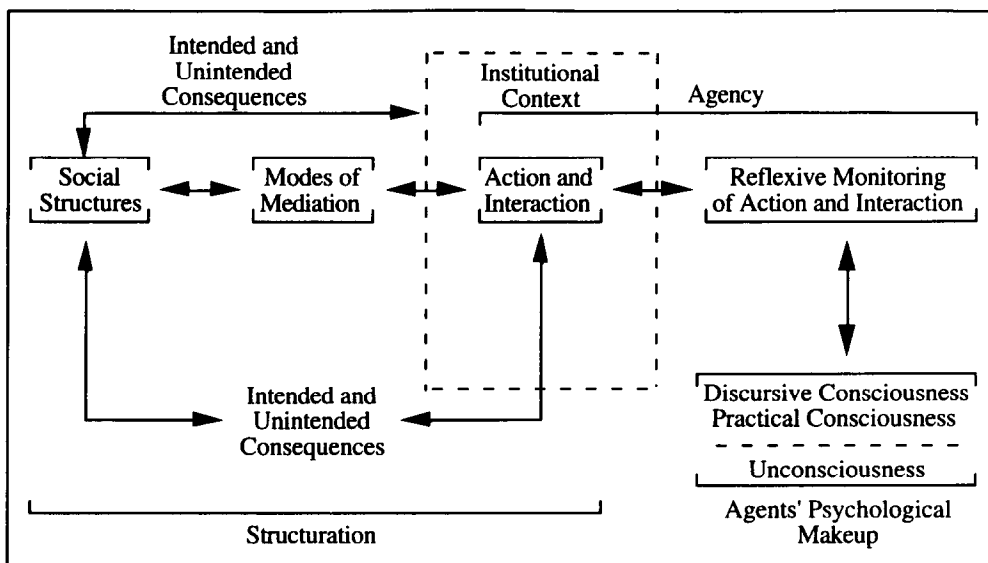 Intended and
Unintended
Consequences
Institutional
Context
Agency
Social
Structures
Modes of
Mediation
Action and
Interaction
Reflexive Monitoring
of Action and Interaction
Intended and
Unintended
Consequences
Discursive Consciousness
Practical Consciousness
Unconsciousness
Agents' Psychological
Makeup
Structuration